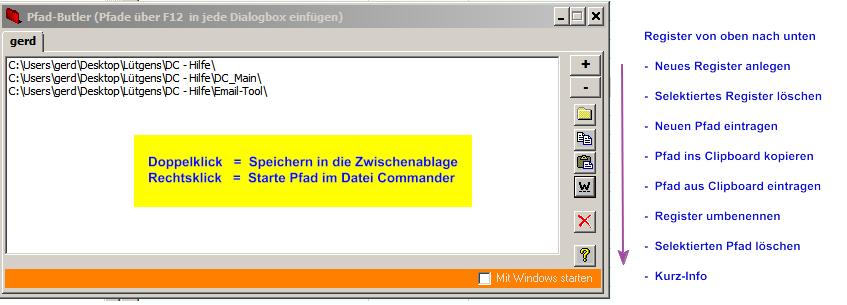 Pfad-Butler (Pfade über F12 in jede Dialogbox einfügen)
gerd
C:\Users\gerd\Desktop\Lütgens\DC - Hilfe\
C:\Users\gerd\Desktop\Lütgens\DC - Hilfe\DC_Main\
C:\Users\gerd\Desktop\Lütgens\DC - Hilfe\Email-Tool\
Doppelklick = Speichern in die Zwischenablage
Rechtsklick = Starte Pfad im Datei Commander
+
-
W
?
Mit Windows starten
Register von oben nach unten
- Neues Register anlegen
- Selektiertes Register löschen
- Neuen Pfad eintragen
- Pfad ins Clipboard kopieren
- Pfad aus Clipboard eintragen
- Register umbenennen
- Selektierten Pfad löschen
- Kurz-Info